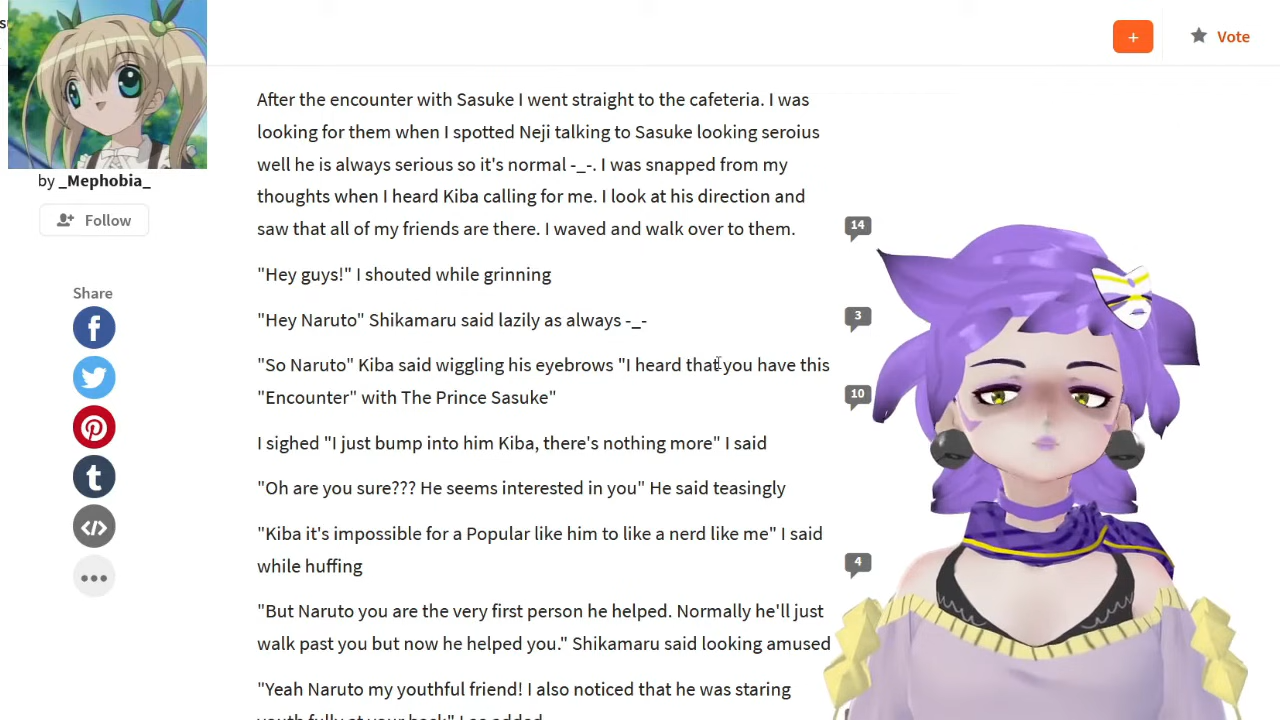 s
+
Vote
by _Mephobia_
Follow
Share
After the encounter with Sasuke I went straight to the cafeteria. I was
looking for them when I spotted Neji talking to Sasuke looking seroius
well he is always serious so it's normal -_-. I was snapped from my
thoughts when I heard Kiba calling for me. I look at his direction and
saw that all of my friends are there. I waved and walk over to them.
14
"Hey guys!" I shouted while grinning
"Hey Naruto" Shikamaru said lazily as always -_-
3
"So Naruto" Kiba said wiggling his eyebrows "I heard that you have this
"Encounter" with The Prince Sasuke"
10
I sighed "I just bump into him Kiba, there's nothing more" I said
"Oh are you sure??? He seems interested in you" He said teasingly
"Kiba it's impossible for a Popular like him to like a nerd like me" I said
while huffing
4
"But Naruto you are the very first person he helped. Normally he'll just
walk past you but now he helped you." Shikamaru said looking amused
"Yeah Naruto my youthful friend! I also noticed that he was staring
youthfully at your back" Lee added